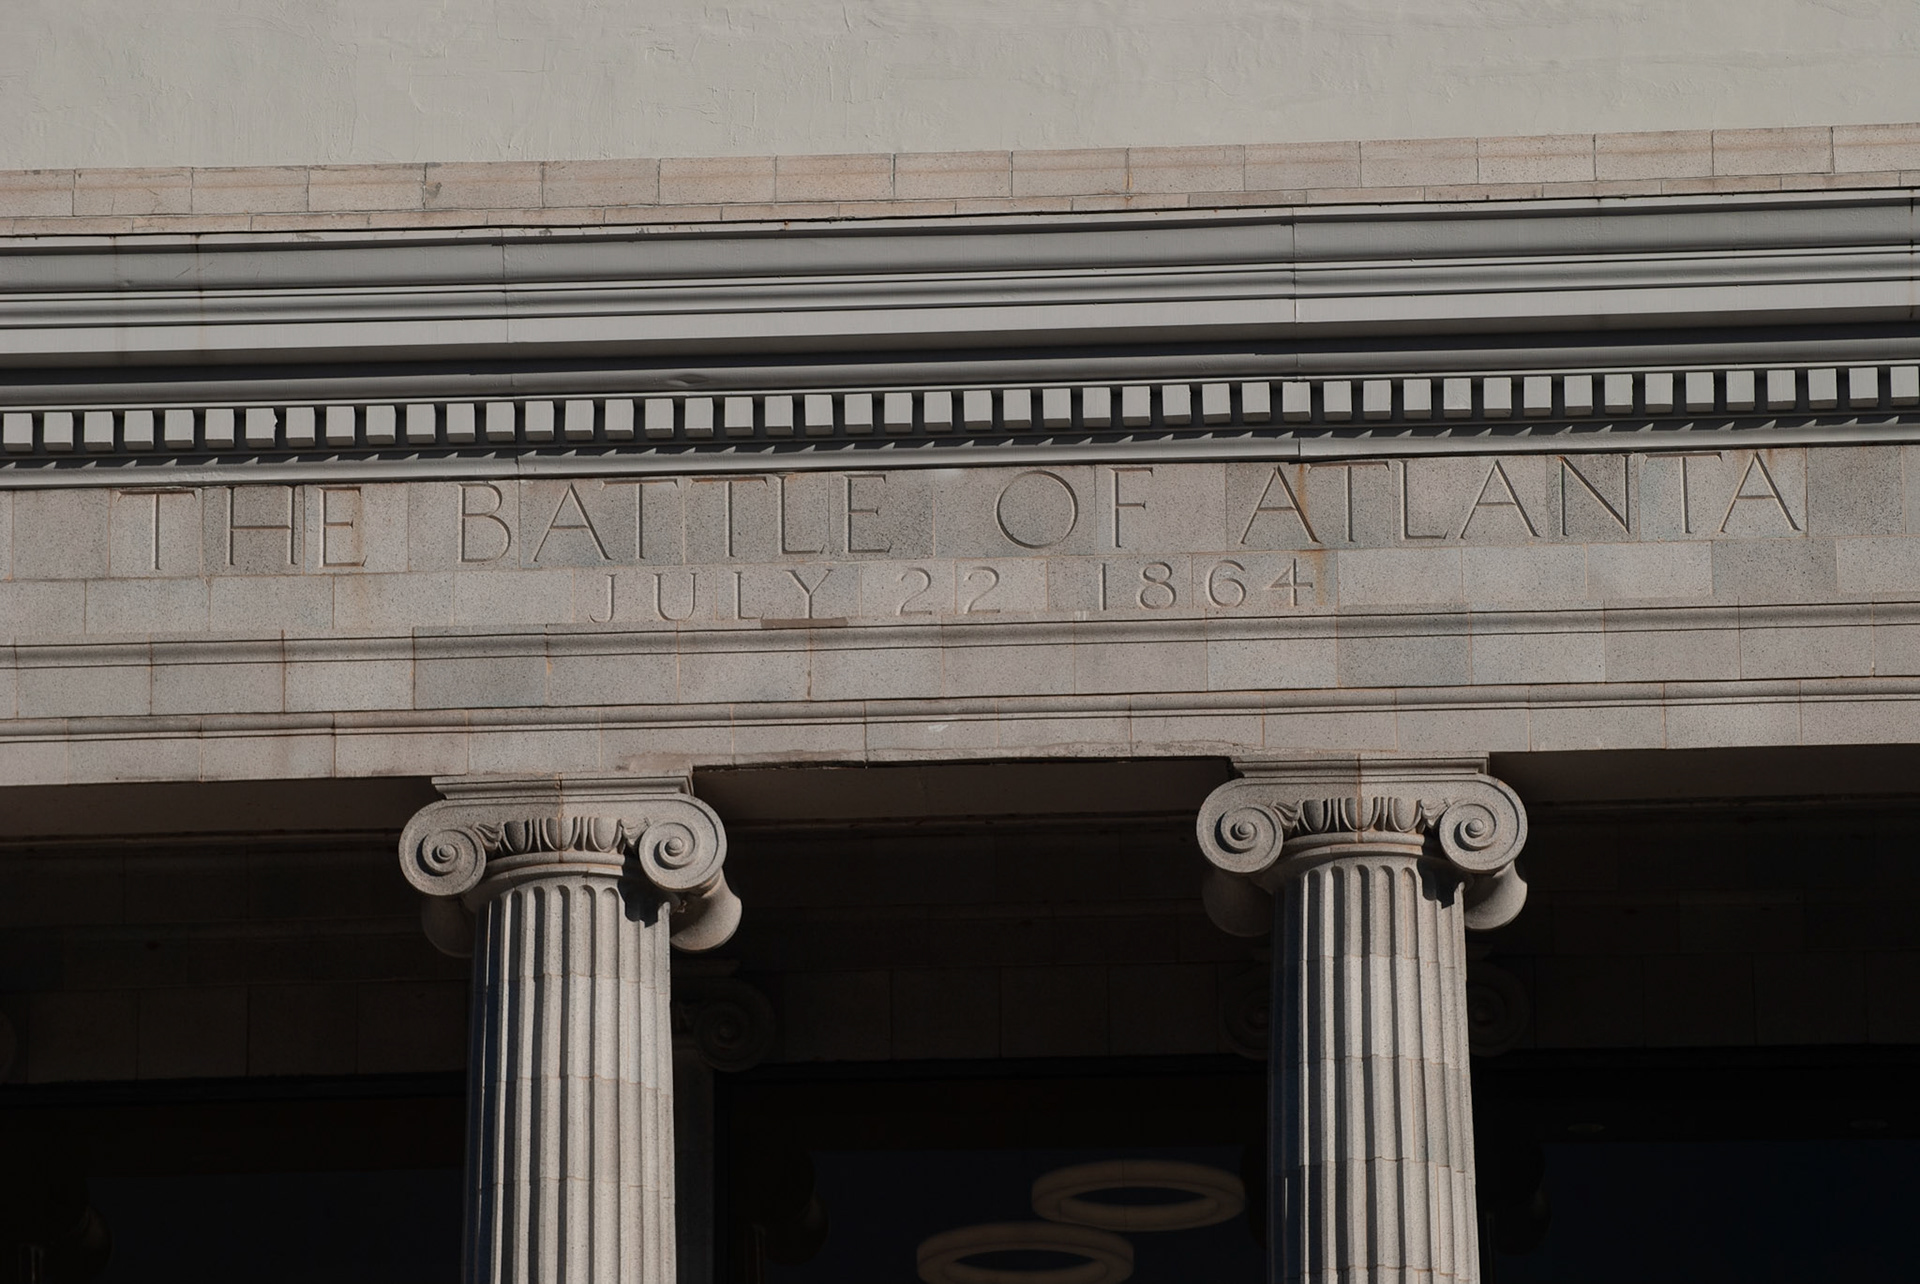 THE BATTLE OF ATLANTA
JULY 22 1864